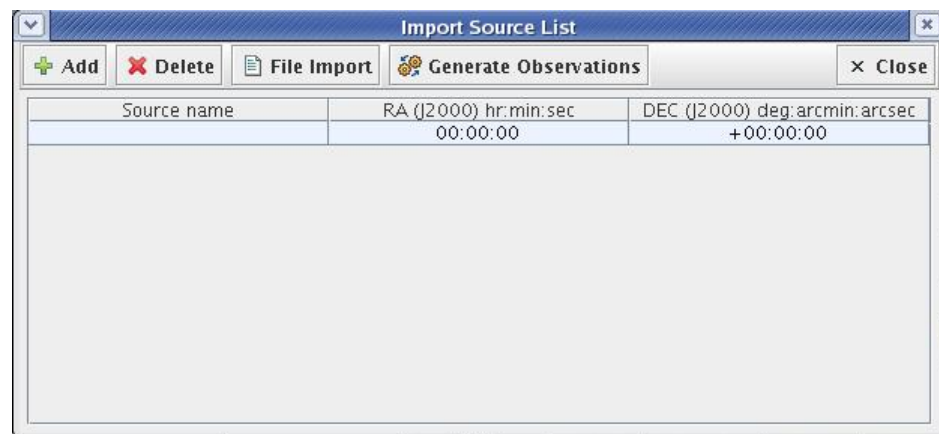 Import Source List
Add Delete File Import Generate Observations × Close
Source name RA (J2000) hr:min:sec DEC (J2000) deg:arcmin:arcsec
00:00:00 +00:00:00